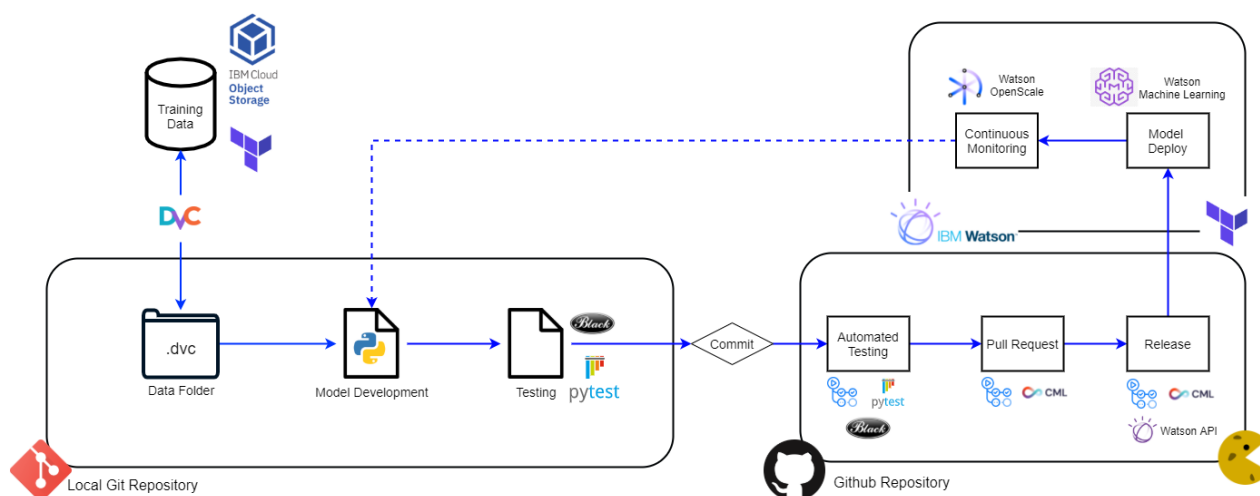 IBM Cloud
Object
Storage
Training
Data
DVC
.dvc
Data Folder
Model Development
Testing
Black
pytest
Local Git Repository
Commit
Watson
OpenScale
Watson
Machine Learning
Continuous
Monitoring
Model
Deploy
IBM Watson
Automated
Testing
Pull Request
Release
pytest
Black
CML
CML
Watson API
Github Repository